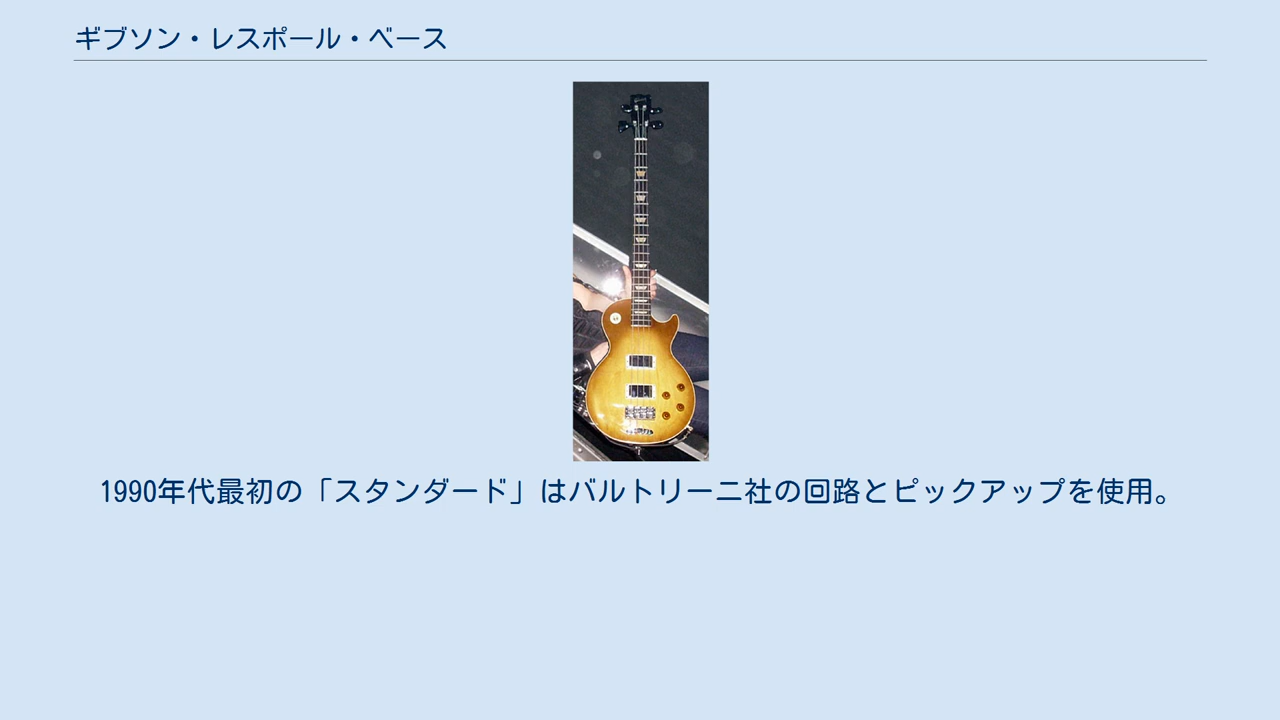 ギブソン・レスポール・ベース
1990年代最初の「スタンダード」はバルトリーニ社の回路とピックアップを使用。